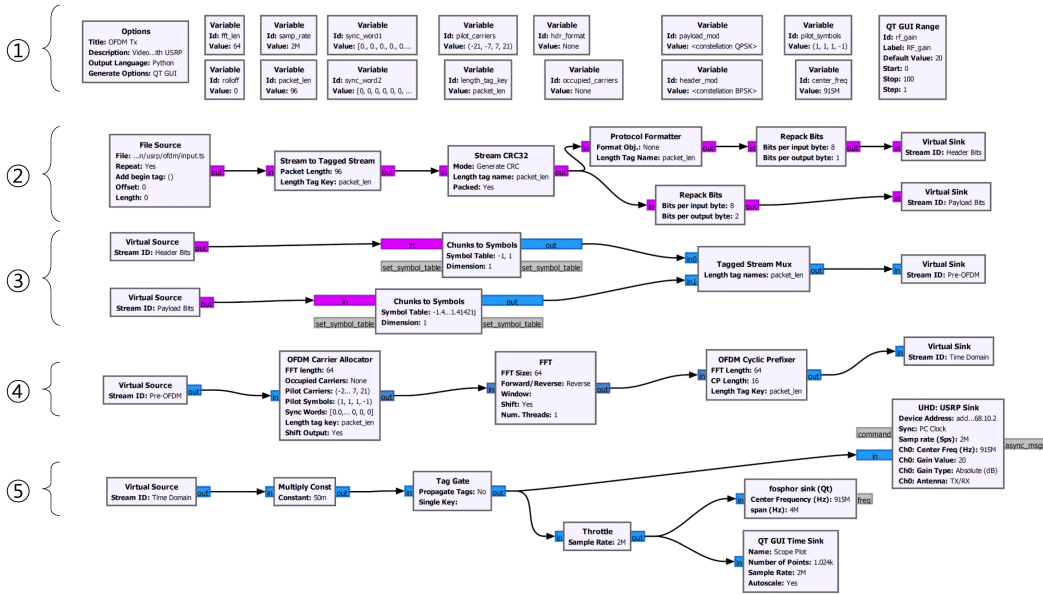 ①
Options
Title: OFDM Tx
Description: Video...ith USRP
Output Language: Python
Generate Options: QT GUI
Variable
Id: fft_len
Value: 64
Variable
Id: samp_rate
Value: 2M
Variable
Id: sync_word1
Value: [0., 0., 0., 0., 0....
Variable
Id: pilot_carriers
Value: (-21, -7, 7, 21)
Variable
Id: hdr_format
Value: None
Variable
Id: payload_mod
Value: <constellation QPSK>
Variable
Id: pilot_symbols
Value: (1, 1, 1, -1)
QT GUI Range
Id: rf_gain
Label: RF_gain
Default Value: 20
Start: 0
Stop: 100
Step: 1
Variable
Id: rolloff
Value: 0
Variable
Id: packet_len
Value: 96
Variable
Id: sync_word2
Value: [0, 0, 0, 0, 0, 0, ...
Variable
Id: length_tag_key
Value: packet_len
Variable
Id: occupied_carriers
Value: None
Variable
Id: header_mod
Value: <constellation BPSK>
Variable
Id: center_freq
Value: 915M
②
File Source
File: ...n/usrp/ofdm/input.ts
Repeat: Yes
Add begin tag: ()
Offset: 0
Length: 0
out
in
Stream to Tagged Stream
Packet Length: 96
Length Tag Key: packet_len
out
in
Stream CRC32
Mode: Generate CRC
Length tag name: packet_len
Packed: Yes
out
in
Protocol Formatter
Format Obj.: None
Length Tag Name: packet_len
out
in
Repack Bits
Bits per input byte: 8
Bits per output byte: 1
out
in
Virtual Sink
Stream ID: Header Bits
in
Repack Bits
Bits per input byte: 8
Bits per output byte: 2
out
in
Virtual Sink
Stream ID: Payload Bits
③
Virtual Source
Stream ID: Header Bits
out
in
set_symbol_table
Chunks to Symbols
Symbol Table: -1, 1
Dimension: 1
out
set_symbol_table
in0
in1
Tagged Stream Mux
Length tag names: packet_len
out
in
Virtual Sink
Stream ID: Pre-OFDM
Virtual Source
Stream ID: Payload Bits
out
in
set_symbol_table
Chunks to Symbols
Symbol Table: -1.4...1.41421j
Dimension: 1
out
set_symbol_table
④
Virtual Source
Stream ID: Pre-OFDM
out
in
OFDM Carrier Allocator
FFT length: 64
Occupied Carriers: None
Pilot Carriers: (-2... 7, 21)
Pilot Symbols: (1, 1, 1, -1)
Sync Words: [0.0,... 0, 0, 0]
Length tag key: packet_len
Shift Output: Yes
out
in
FFT
FFT Size: 64
Forward/Reverse: Reverse
Window:
Shift: Yes
Num. Threads: 1
out
in
OFDM Cyclic Prefixer
FFT Length: 64
CP Length: 16
Length Tag Key: packet_len
out
in
Virtual Sink
Stream ID: Time Domain
⑤
Virtual Source
Stream ID: Time Domain
out
in
Multiply Const
Constant: 50m
out
in
Tag Gate
Propagate Tags: No
Single Key:
out
command
in
UHD: USRP Sink
Device Address: add...68.10.2
Sync: PC Clock
Samp rate (Sps): 2M
Ch0: Center Freq (Hz): 915M
Ch0: Gain Value: 20
Ch0: Gain Type: Absolute (dB)
Ch0: Antenna: TX/RX
async_msgs
in
Throttle
Sample Rate: 2M
out
in
fosphor sink (Qt)
Center Frequency (Hz): 915M
span (Hz): 4M
freq
in
QT GUI Time Sink
Name: Scope Plot
Number of Points: 1.024k
Sample Rate: 2M
Autoscale: Yes